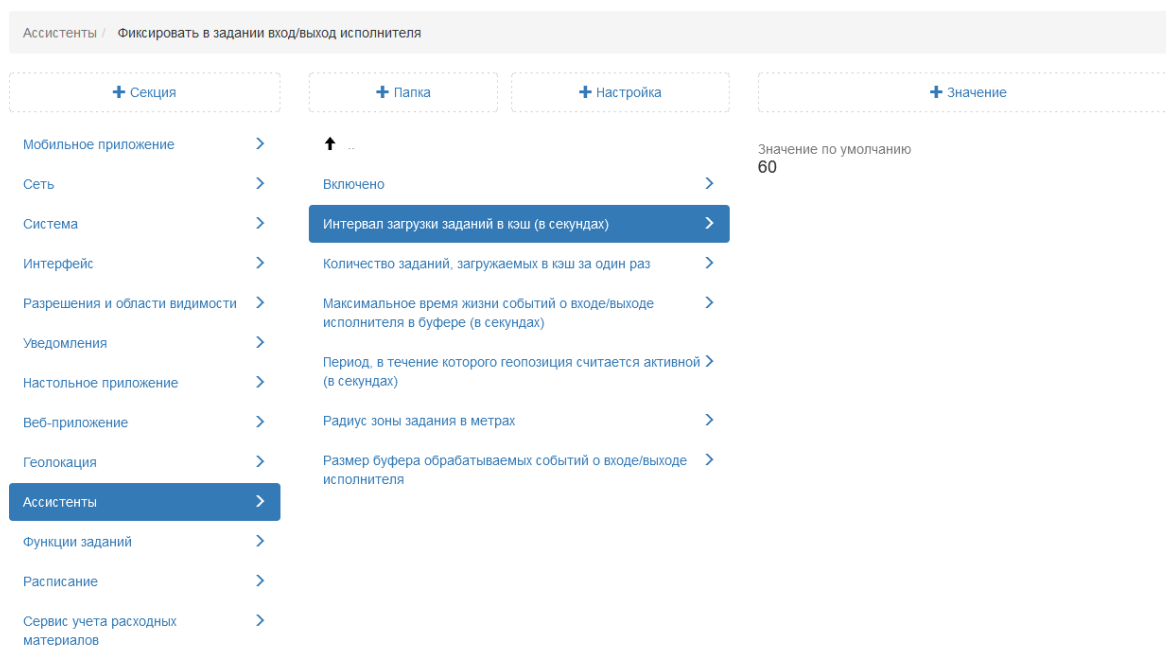 Ассистенты / Фиксировать в задании вход/выход исполнителя
Секция
Папка
Настройка
Значение
Мобильное приложение
Сеть
Система
Интерфейс
Разрешения и области видимости
Уведомления
Настольное приложение
Веб-приложение
Геолокация
Ассистенты
Функции заданий
Расписание
Сервис учета расходных
материалов
..
Включено
Интервал загрузки заданий в кэш (в секундах)
Количество заданий, загружаемых в кэш за один раз
Максимальное время жизни событий о входе/выходе
исполнителя в буфере (в секундах)
Период, в течение которого геопозиция считается активной
(в секундах)
Радиус зоны задания в метрах
Размер буфера обрабатываемых событий о входе/выходе
исполнителя
Значение по умолчанию
60